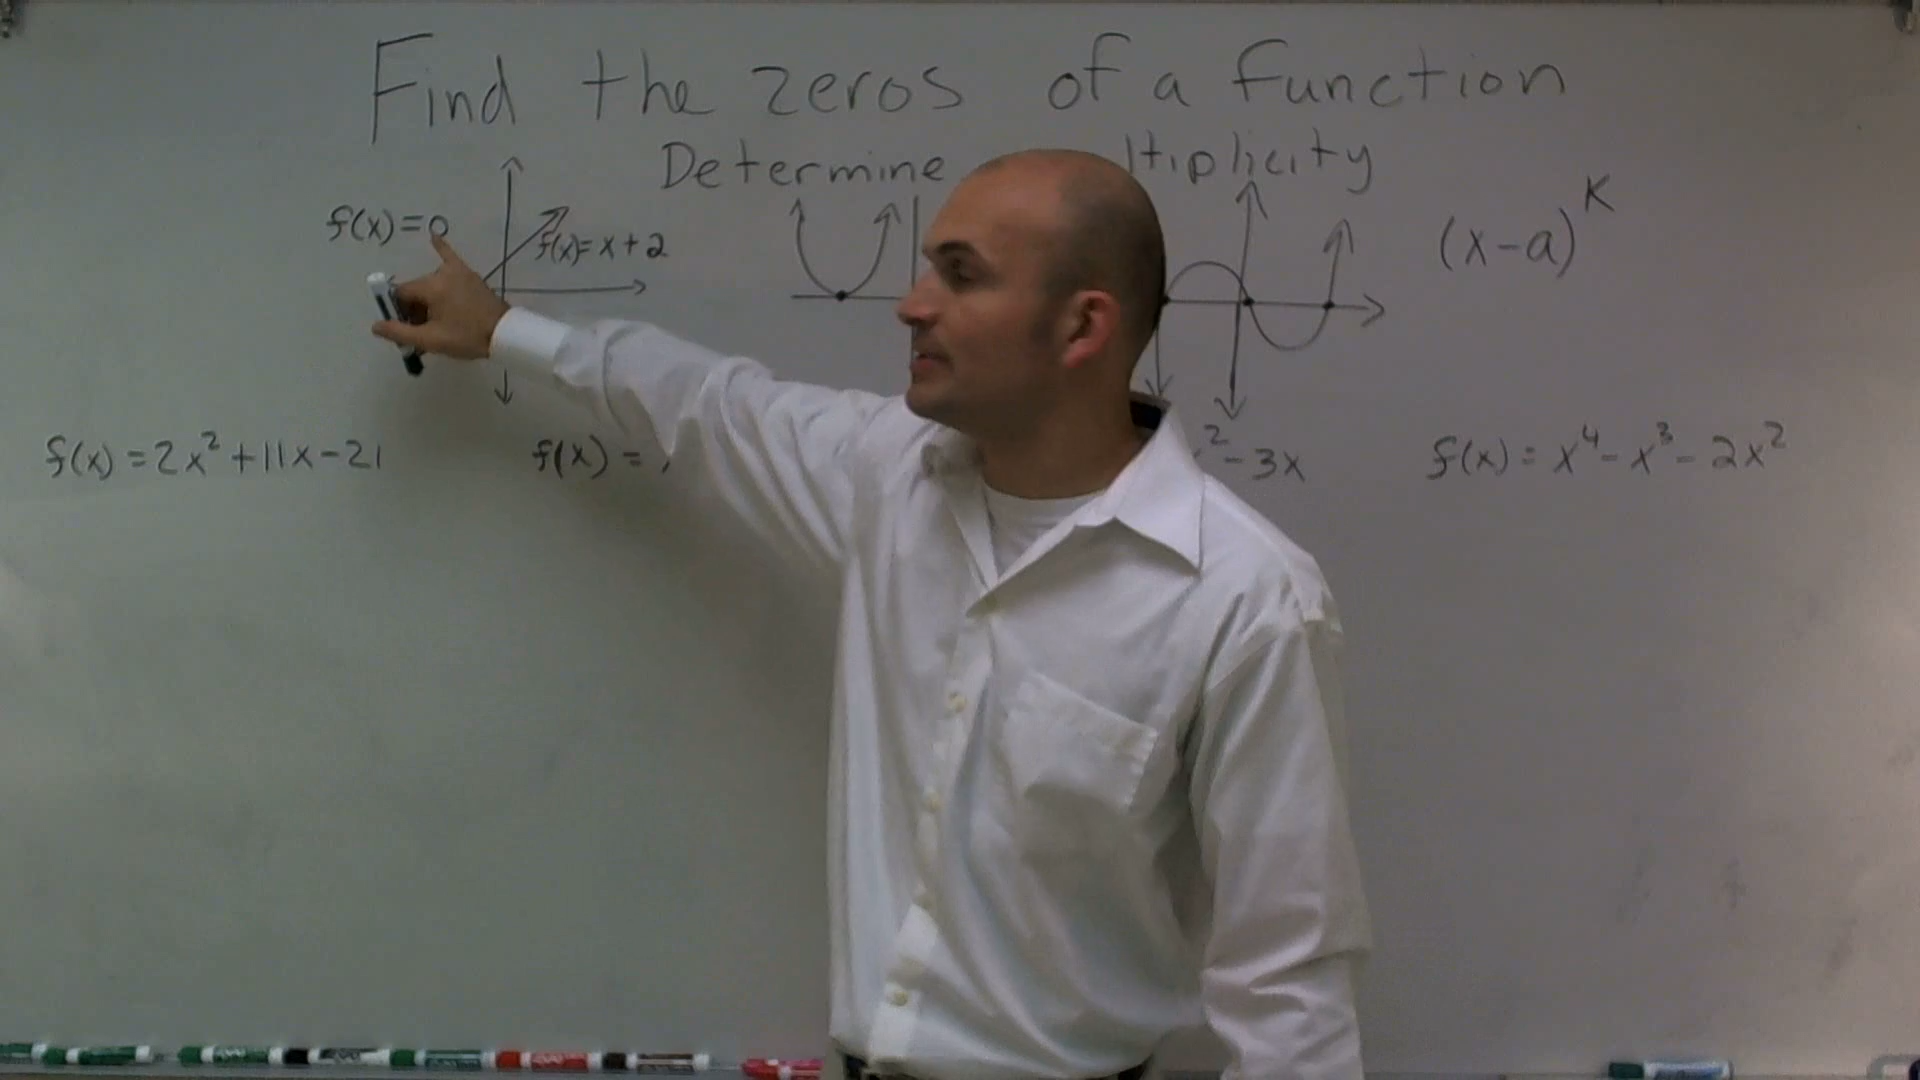 Find the zeros of a function
Determine ltiplicity
f(x)=0
f(x)=x+2
(x-a)^K
f(x)=2x²+11x-21
f(x)=
²-3x
f(x)=x⁴-x³-2x²